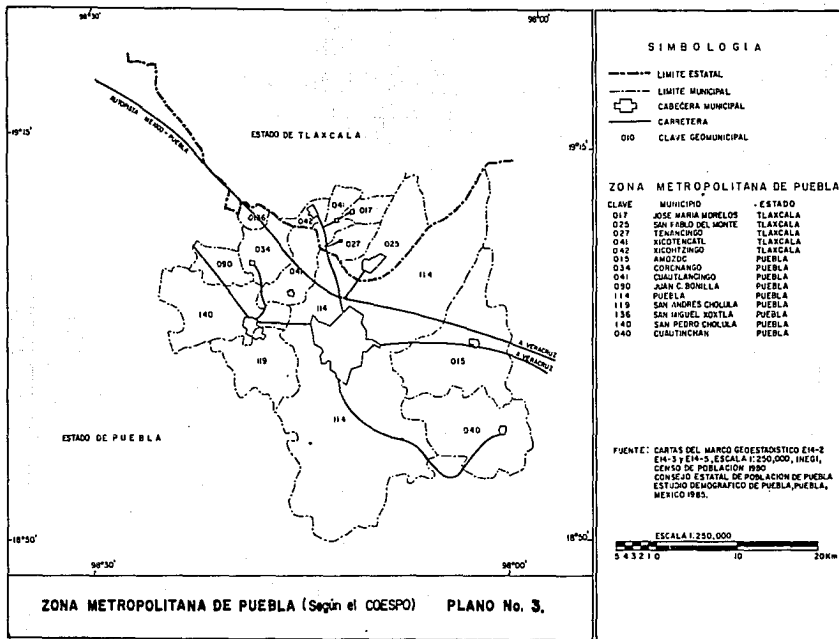 98°30'
98°00'
19°15'
19°15'
AUTOPISTA MEXICO-PUEBLA
ESTADO DE TLAXCALA
041
017
042
136
027
025
034
041
114
090
114
140
A VERACRUZ
A VERACRUZ
015
119
114
040
ESTADO DE PUEBLA
18°50'
18°50'
98°30'
98°00'
ZONA METROPOLITANA DE PUEBLA (Según el COESPO) PLANO No. 3.
SIMBOLOGIA
LIMITE ESTATAL
LIMITE MUNICIPAL
CABECERA MUNICIPAL
CARRETERA
010 CLAVE GEOMUNICIPAL
ZONA METROPOLITANA DE PUEBLA
CLAVE MUNICIPIO ESTADO
017 JOSE MARIA MORELOS TLAXCALA
025 SAN PABLO DEL MONTE TLAXCALA
027 TENANCINGO TLAXCALA
041 XICOTENCATL TLAXCALA
042 XICOHTZINGO TLAXCALA
015 AMOZOC PUEBLA
034 CORONANGO PUEBLA
041 CUAUTLANCINGO PUEBLA
090 JUAN C. BONILLA PUEBLA
114 PUEBLA PUEBLA
119 SAN ANDRES CHOLULA PUEBLA
136 SAN MIGUEL XOXTLA PUEBLA
140 SAN PEDRO CHOLULA PUEBLA
040 CUAUTINCHAN PUEBLA
FUENTE: CARTAS DEL MARCO GEOESTADISTICO E14-2
E14-3 y E14-5, ESCALA 1:250,000, INEGI,
CENSO DE POBLACION 1980
CONSEJO ESTATAL DE POBLACION DE PUEBLA
ESTUDIO DEMOGRAFICO DE PUEBLA, PUEBLA,
MEXICO 1985.
ESCALA 1:250,000
5 4 3 2 1 0 10 20 Km